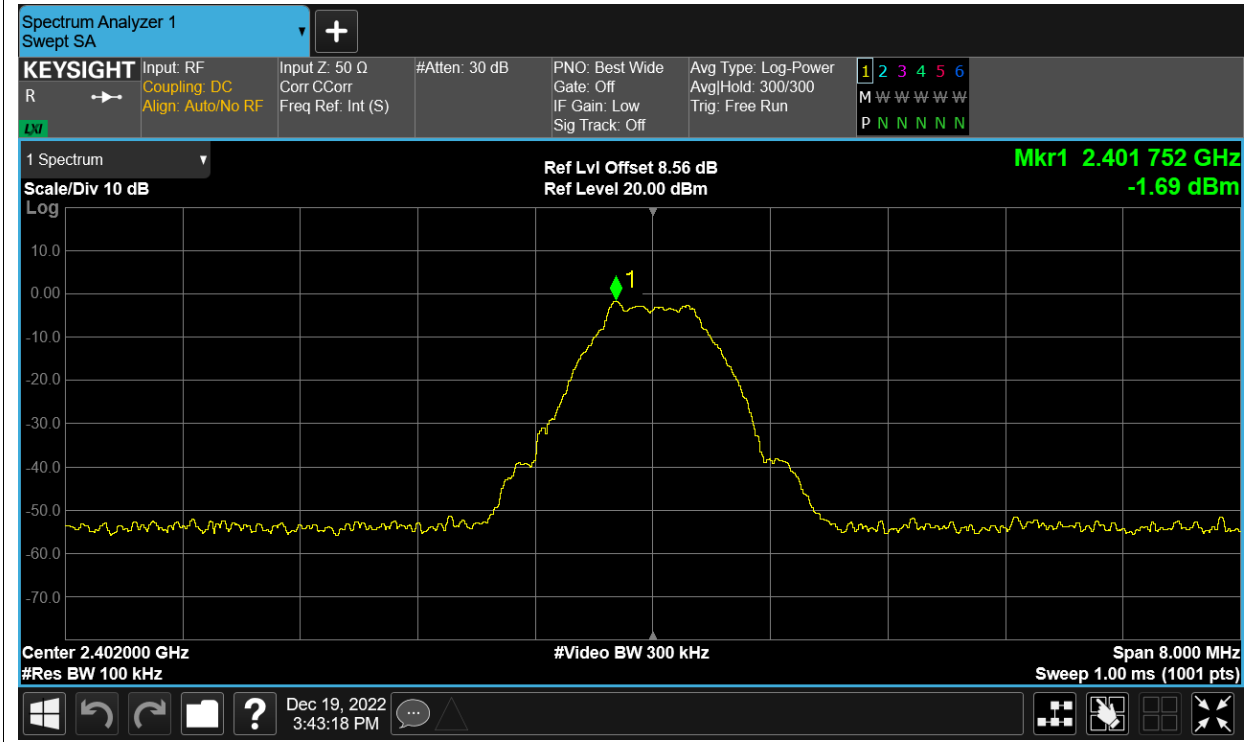 Spectrum Analyzer 1
Swept SA
+
KEYSIGHT
R
LXI
Input: RF
Coupling: DC
Align: Auto/No RF
Input Z: 50 Ω
Corr CCorr
Freq Ref: Int (S)
#Atten: 30 dB
PNO: Best Wide
Gate: Off
IF Gain: Low
Sig Track: Off
Avg Type: Log-Power
Avg|Hold: 300/300
Trig: Free Run
1 2 3 4 5 6
M W W W W W W
P N N N N N N
1 Spectrum
Scale/Div 10 dB
Log
Ref Lvl Offset 8.56 dB
Ref Level 20.00 dBm
Mkr1 2.401 752 GHz
-1.69 dBm
10.0
0.00
-10.0
-20.0
-30.0
-40.0
-50.0
-60.0
-70.0
1
Center 2.402000 GHz
#Res BW 100 kHz
#Video BW 300 kHz
Span 8.000 MHz
Sweep 1.00 ms (1001 pts)
?
Dec 19, 2022
3:43:18 PM